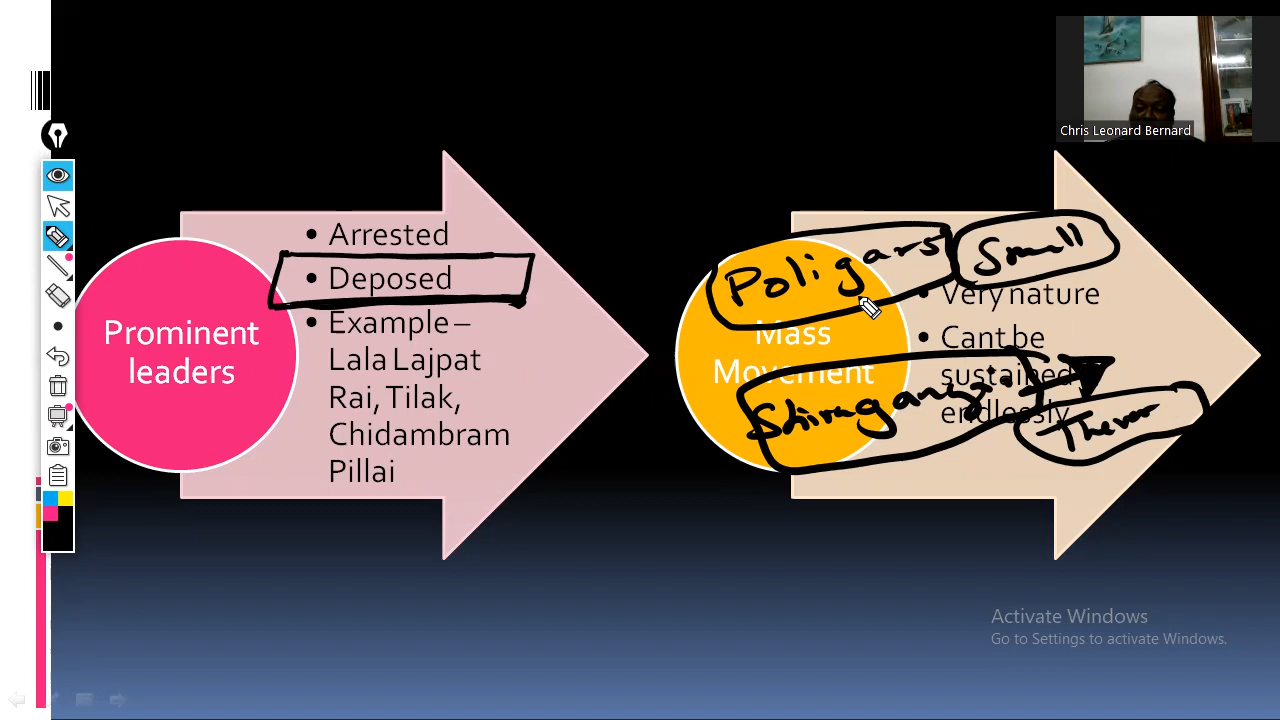 Chris Leonard Bernard
Prominent
leaders
• Arrested
• Deposed
• Example –
Lala Lajpat
Rai, Tilak,
Chidambram
Pillai
Poligars
Small
Mass
Movement
• Very nature
• Cant be
sustained
endlessly
Thevar
Activate Windows
Go to Settings to activate Windows.